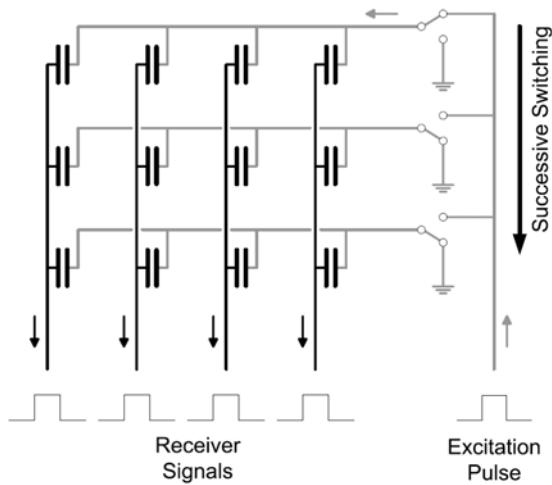 Successive Switching
Receiver
Signals
Excitation
Pulse